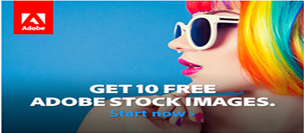 Adobe
GET 10 FREE
ADOBE STOCK IMAGES.
Start now >